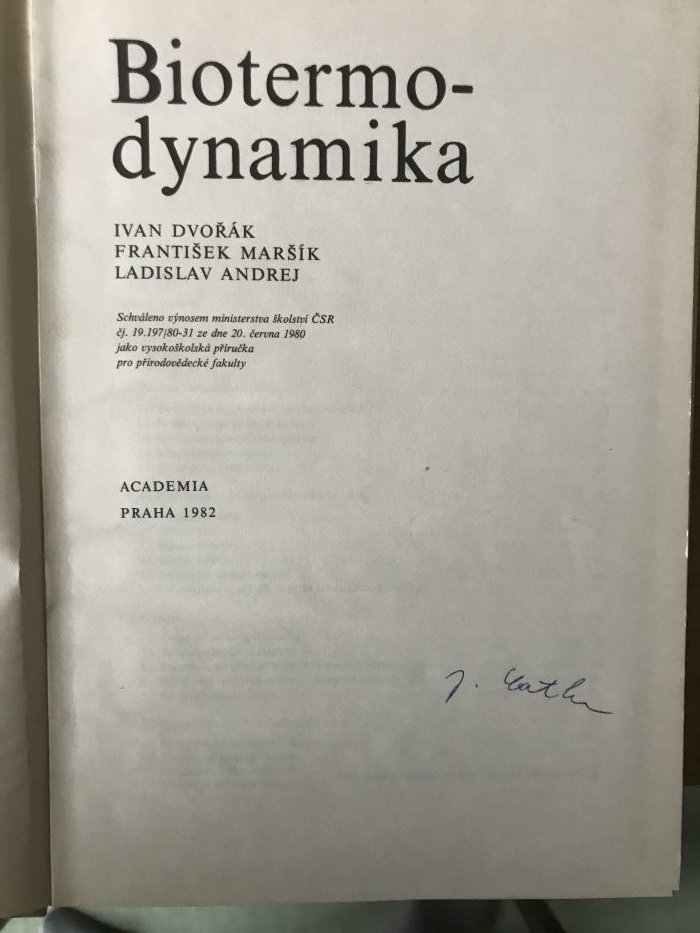 Biotermo-
dynamika
IVAN DVOŘÁK
FRANTIŠEK MARŠÍK
LADISLAV ANDREJ
Schváleno výnosem ministerstva školství ČSR
čj. 19.197/80-31 ze dne 20. června 1980
jako vysokoškolská příručka
pro přírodovědecké fakulty
ACADEMIA
PRAHA 1982
J.